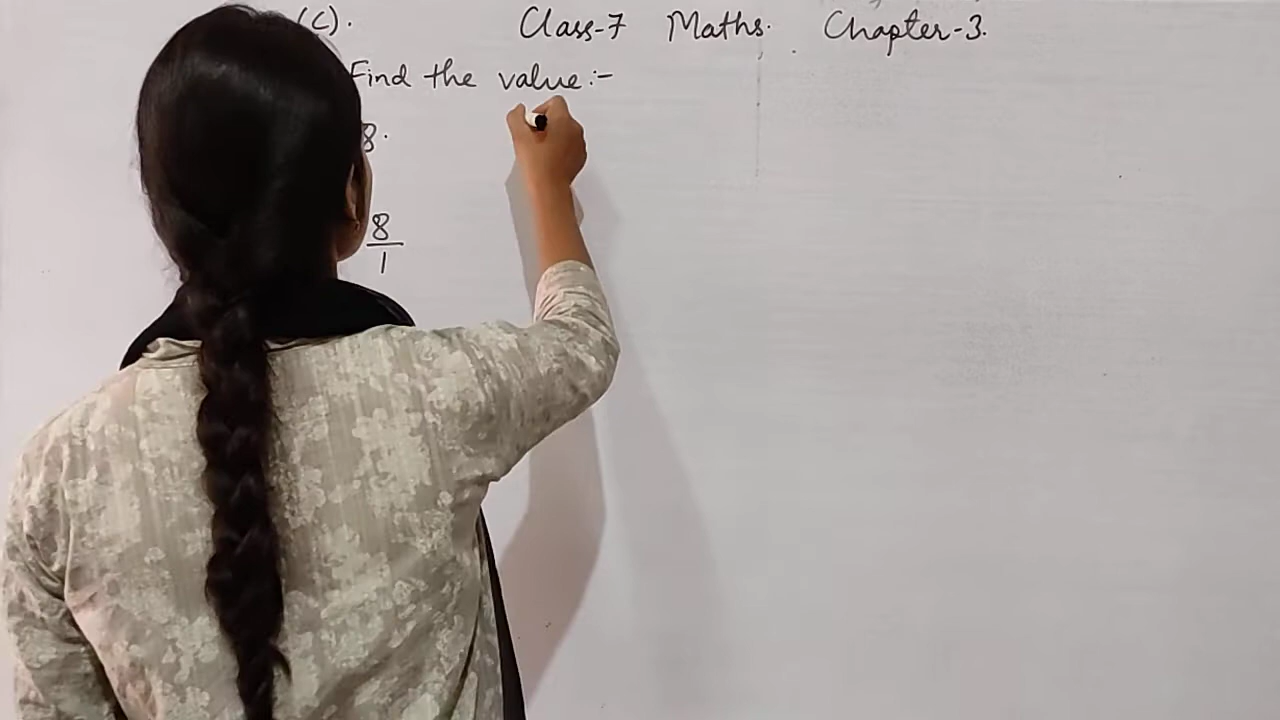 (C). Class-7 Maths. Chapter-3.
Find the value:-
8.
8
1